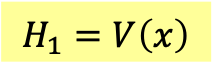 H₁ = V(x)